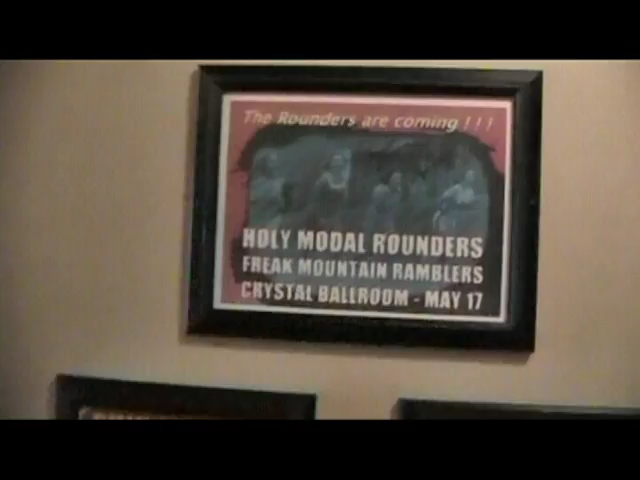 The Rounders are coming!!!
HOLY MODAL ROUNDERS
FREAK MOUNTAIN RAMBLERS
CRYSTAL BALLROOM - MAY 17